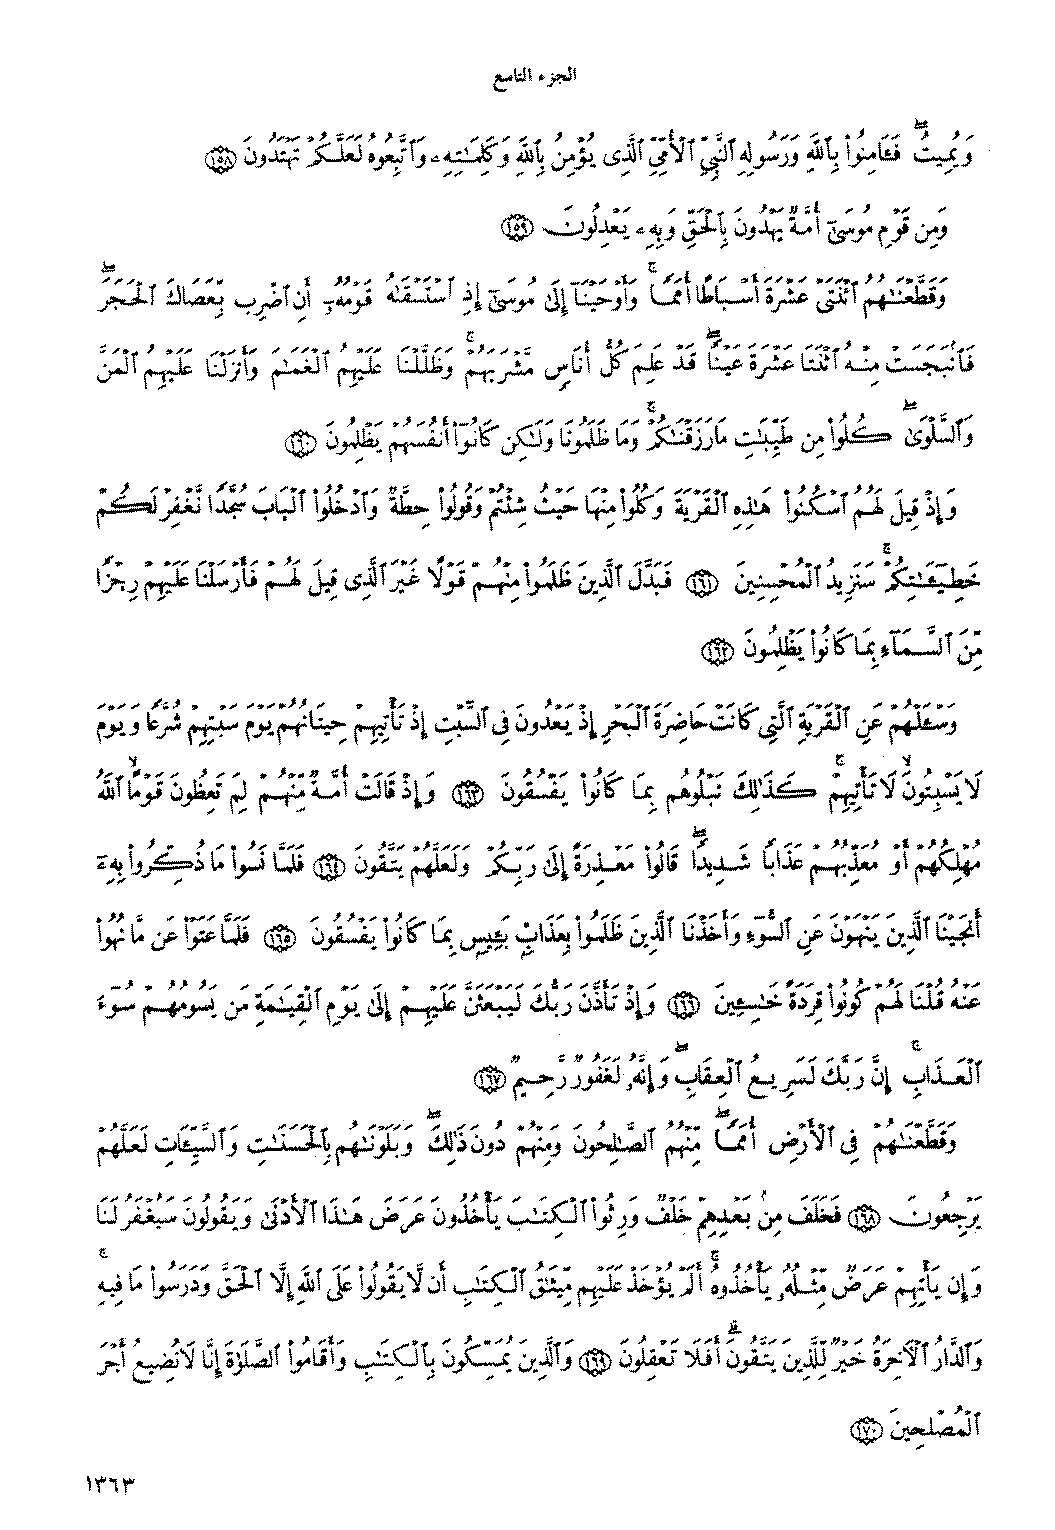 الجزء التاسع
وَيُمِيتُۖ فَـَٔامِنُوا۟ بِٱللَّهِ وَرَسُولِهِ ٱلنَّبِىِّ ٱلْأُمِّىِّ ٱلَّذِى يُؤْمِنُ بِٱللَّهِ وَكَلِمَـٰتِهِۦ وَٱتَّبِعُوهُ لَعَلَّكُمْ تَهْتَدُونَ ﴿١٥٨﴾
وَمِن قَوْمِ مُوسَىٰٓ أُمَّةٌ يَهْدُونَ بِٱلْحَقِّ وَبِهِۦ يَعْدِلُونَ ﴿١٥٩﴾
وَقَطَّعْنَـٰهُمُ ٱثْنَتَىْ عَشْرَةَ أَسْبَاطًا أُمَمًاۚ وَأَوْحَيْنَآ إِلَىٰ مُوسَىٰٓ إِذِ ٱسْتَسْقَىٰهُ قَوْمُهُۥٓ أَنِ ٱضْرِب بِّعَصَاكَ ٱلْحَجَرَۖ
فَٱنۢبَجَسَتْ مِنْهُ ٱثْنَتَا عَشْرَةَ عَيْنًاۖ قَدْ عَلِمَ كُلُّ أُنَاسٍ مَّشْرَبَهُمْۚ وَظَلَّلْنَا عَلَيْهِمُ ٱلْغَمَـٰمَ وَأَنزَلْنَا عَلَيْهِمُ ٱلْمَنَّ
وَٱلسَّلْوَىٰۖ كُلُوا۟ مِن طَيِّبَـٰتِ مَا رَزَقْنَـٰكُمْۚ وَمَا ظَلَمُونَا وَلَـٰكِن كَانُوٓا۟ أَنفُسَهُمْ يَظْلِمُونَ ﴿١٦٠﴾
وَإِذْ قِيلَ لَهُمُ ٱسْكُنُوا۟ هَـٰذِهِ ٱلْقَرْيَةَ وَكُلُوا۟ مِنْهَا حَيْثُ شِئْتُمْ وَقُولُوا۟ حِطَّةٌ وَٱدْخُلُوا۟ ٱلْبَابَ سُجَّدًا نَّغْفِرْ لَكُمْ
خَطِيٓـَٔـٰتِكُمْۚ سَنَزِيدُ ٱلْمُحْسِنِينَ ﴿١٦١﴾ فَبَدَّلَ ٱلَّذِينَ ظَلَمُوا۟ مِنْهُمْ قَوْلًا غَيْرَ ٱلَّذِى قِيلَ لَهُمْ فَأَرْسَلْنَا عَلَيْهِمْ رِجْزًا
مِّنَ ٱلسَّمَآءِ بِمَا كَانُوا۟ يَظْلِمُونَ ﴿١٦٢﴾
وَسْـَٔلْهُمْ عَنِ ٱلْقَرْيَةِ ٱلَّتِى كَانَتْ حَاضِرَةَ ٱلْبَحْرِ إِذْ يَعْدُونَ فِى ٱلسَّبْتِ إِذْ تَأْتِيهِمْ حِيتَانُهُمْ يَوْمَ سَبْتِهِمْ شُرَّعًا وَيَوْمَ
لَا يَسْبِتُونَۙ لَا تَأْتِيهِمْۚ كَذَٰلِكَ نَبْلُوهُم بِمَا كَانُوا۟ يَفْسُقُونَ ﴿١٦٣﴾ وَإِذْ قَالَتْ أُمَّةٌ مِّنْهُمْ لِمَ تَعِظُونَ قَوْمًاۙ ٱللَّهُ
مُهْلِكُهُمْ أَوْ مُعَذِّبُهُمْ عَذَابًا شَدِيدًاۖ قَالُوا۟ مَعْذِرَةً إِلَىٰ رَبِّكُمْ وَلَعَلَّهُمْ يَتَّقُونَ ﴿١٦٤﴾ فَلَمَّا نَسُوا۟ مَا ذُكِّرُوا۟ بِهِۦٓ
أَنجَيْنَا ٱلَّذِينَ يَنْهَوْنَ عَنِ ٱلسُّوٓءِ وَأَخَذْنَا ٱلَّذِينَ ظَلَمُوا۟ بِعَذَابٍۭ بَـِٔيسٍۭ بِمَا كَانُوا۟ يَفْسُقُونَ ﴿١٦٥﴾ فَلَمَّا عَتَوْا۟ عَن مَّا نُهُوا۟
عَنْهُ قُلْنَا لَهُمْ كُونُوا۟ قِرَدَةً خَـٰسِـِٔينَ ﴿١٦٦﴾ وَإِذْ تَأَذَّنَ رَبُّكَ لَيَبْعَثَنَّ عَلَيْهِمْ إِلَىٰ يَوْمِ ٱلْقِيَـٰمَةِ مَن يَسُومُهُمْ سُوٓءَ
ٱلْعَذَابِۚ إِنَّ رَبَّكَ لَسَرِيعُ ٱلْعِقَابِۖ وَإِنَّهُۥ لَغَفُورٌ رَّحِيمٌ ﴿١٦٧﴾
وَقَطَّعْنَـٰهُمْ فِى ٱلْأَرْضِ أُمَمًاۖ مِّنْهُمُ ٱلصَّـٰلِحُونَ وَمِنْهُمْ دُونَ ذَٰلِكَۖ وَبَلَوْنَـٰهُم بِٱلْحَسَنَـٰتِ وَٱلسَّيِّـَٔاتِ لَعَلَّهُمْ
يَرْجِعُونَ ﴿١٦٨﴾ فَخَلَفَ مِنۢ بَعْدِهِمْ خَلْفٌ وَرِثُوا۟ ٱلْكِتَـٰبَ يَأْخُذُونَ عَرَضَ هَـٰذَا ٱلْأَدْنَىٰ وَيَقُولُونَ سَيُغْفَرُ لَنَا
وَإِن يَأْتِهِمْ عَرَضٌ مِّثْلُهُۥ يَأْخُذُوهُۚ أَلَمْ يُؤْخَذْ عَلَيْهِم مِّيثَـٰقُ ٱلْكِتَـٰبِ أَن لَّا يَقُولُوا۟ عَلَى ٱللَّهِ إِلَّا ٱلْحَقَّ وَدَرَسُوا۟ مَا فِيهِۚ
وَٱلدَّارُ ٱلْـَٔاخِرَةُ خَيْرٌ لِّلَّذِينَ يَتَّقُونَۗ أَفَلَا تَعْقِلُونَ ﴿١٦٩﴾ وَٱلَّذِينَ يُمَسِّكُونَ بِٱلْكِتَـٰبِ وَأَقَامُوا۟ ٱلصَّلَوٰةَ إِنَّا لَا نُضِيعُ أَجْرَ
ٱلْمُصْلِحِينَ ﴿١٧٠﴾
١٣٦٣